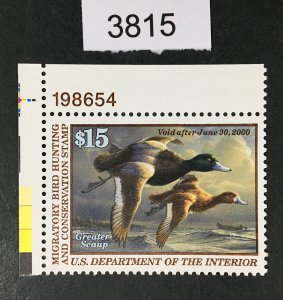 3815
198654
Void after June 30, 2000
$15
MIGRATORY BIRD HUNTING
AND CONSERVATION STAMP
Greater
Scaup
U.S. DEPARTMENT OF THE INTERIOR